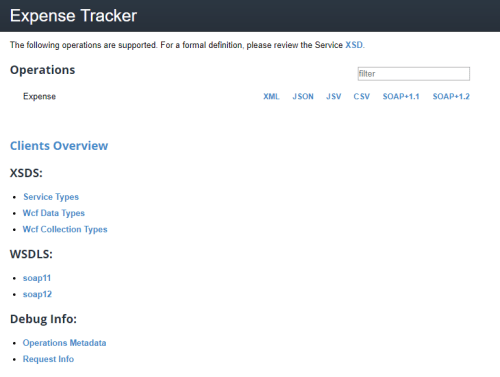 Expense Tracker
The following operations are supported. For a formal definition, please review the Service XSD.
Operations
filter
Expense XML JSON JSV CSV SOAP+1.1 SOAP+1.2
Clients Overview
XSDS:
Service Types
Wcf Data Types
Wcf Collection Types
WSDLS:
soap11
soap12
Debug Info:
Operations Metadata
Request Info